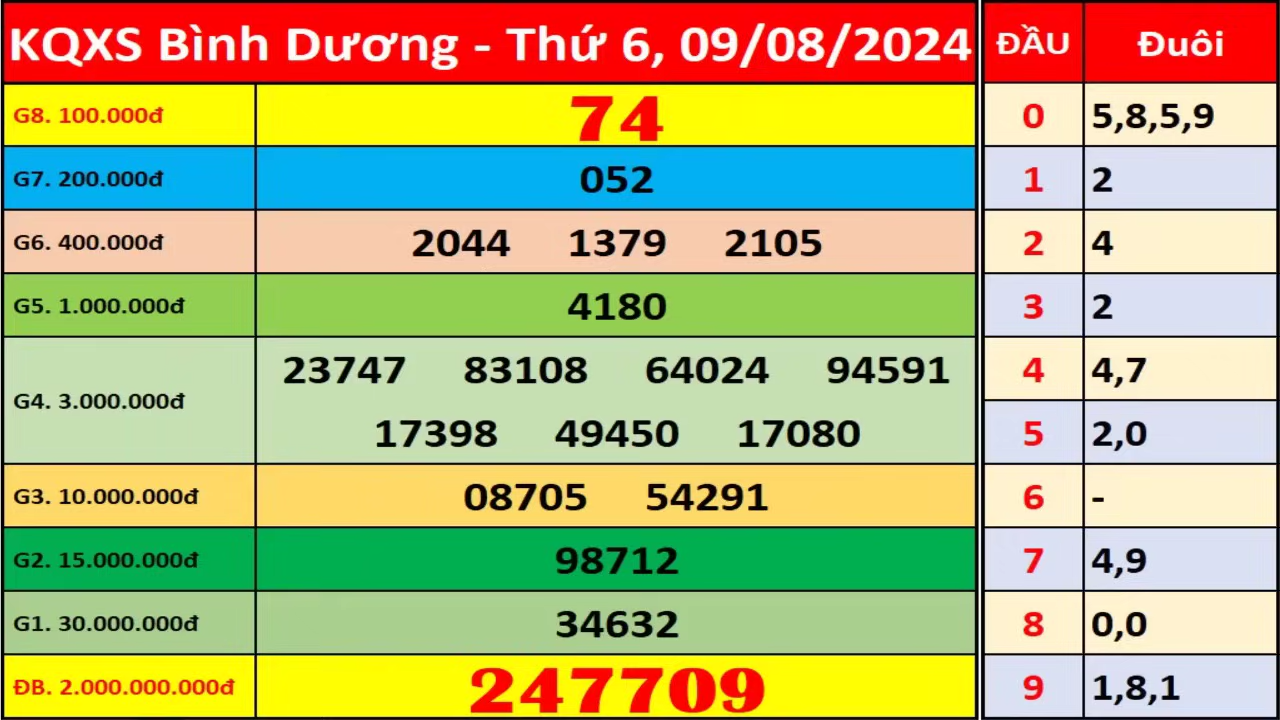 KQXS Bình Dương - Thứ 6, 09/08/2024 ĐẦU Đuôi
G8. 100.000đ 74 0 5,8,5,9
G7. 200.000đ 052 1 2
G6. 400.000đ 2044 1379 2105 2 4
G5. 1.000.000đ 4180 3 2
23747 83108 64024 94591 4 4,7
G4. 3.000.000đ
17398 49450 17080 5 2,0
G3. 10.000.000đ 08705 54291 6 -
G2. 15.000.000đ 98712 7 4,9
G1. 30.000.000đ 34632 8 0,0
ĐB. 2.000.000.000đ 247709 9 1,8,1